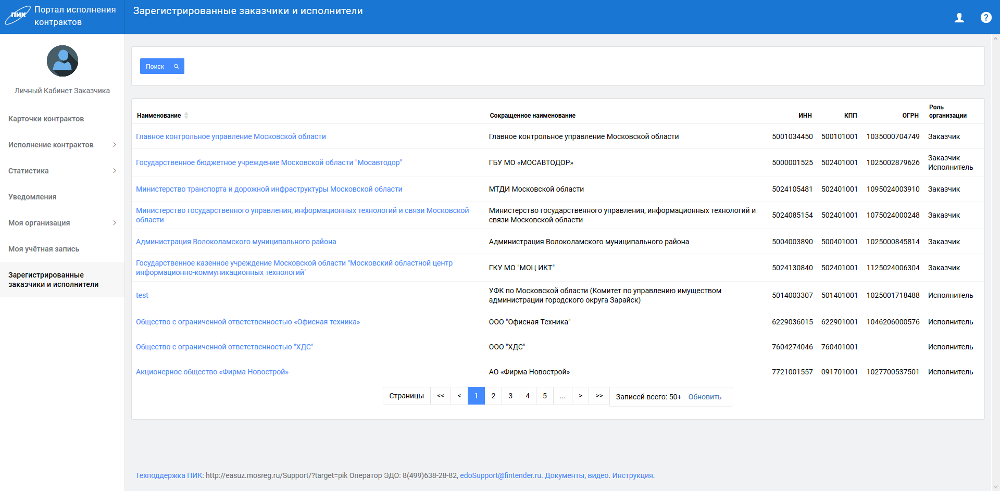 ПИК
Портал исполнения
контрактов
Зарегистрированные заказчики и исполнители
?
Личный Кабинет Заказчика
Карточки контрактов
Исполнение контрактов
Статистика
Уведомления
Моя организация
Моя учётная запись
Зарегистрированные
заказчики и исполнители
Поиск
Наименование Сокращенное наименование ИНН КПП ОГРН Роль
организации
Главное контрольное управление Московской области Главное контрольное управление Московской области 5001034450 500101001 1035000704749 Заказчик
Государственное бюджетное учреждение Московской области "Мосавтодор" ГБУ МО «МОСАВТОДОР» 5000001525 502401001 1025002879626 Заказчик
Исполнитель
Министерство транспорта и дорожной инфраструктуры Московской области МТДИ Московской области 5024105481 502401001 1095024003910 Заказчик
Министерство государственного управления, информационных технологий и связи Московской
области
Министерство государственного управления, информационных технологий и
связи Московской области
5024085154 502401001 1075024000248 Заказчик
Администрация Волоколамского муниципального района Администрация Волоколамского муниципального района 5004003890 500401001 1025000845814 Заказчик
Государственное казенное учреждение Московской области "Московский областной центр
информационно-коммуникационных технологий"
ГКУ МО "МОЦ ИКТ" 5024130840 502401001 1125024006304 Заказчик
test
УФК по Московской области (Комитет по управлению имуществом
администрации городского округа Зарайск)
5014003307 501401001 1025001718488 Исполнитель
Общество с ограниченной ответственностью «Офисная техника» ООО "Офисная Техника" 6229036015 622901001 1046206000576 Исполнитель
Общество с ограниченной ответственностью "ХДС" ООО "ХДС" 7604274046 760401001 Исполнитель
Акционерное общество «Фирма Новострой» АО «Фирма Новострой» 7721001557 091701001 1027700537501 Исполнитель
Страницы << < 1 2 3 4 5 ... > >> Записей всего: 50+ Обновить
Техподдержка ПИК: http://easuz.mosreg.ru/Support/?target=pik Оператор ЭДО: 8(499)638-28-82, edoSupport@fintender.ru. Документы, видео. Инструкция.